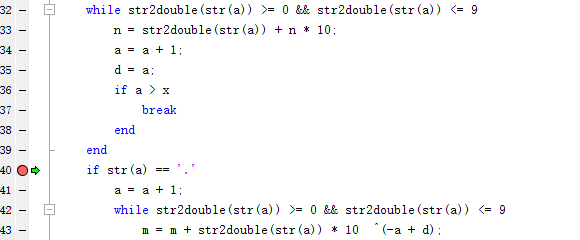 32 — while str2double(str(a)) >= 0 && str2double(str(a)) <= 9
33 — n = str2double(str(a)) + n * 10;
34 — a = a + 1;
35 — d = a;
36 — if a > x
37 — break
38 — end
39 — end
40 if str(a) == '.'
41 — a = a + 1;
42 — while str2double(str(a)) >= 0 && str2double(str(a)) <= 9
43 — m = m + str2double(str(a)) * 10 ^(-a + d);